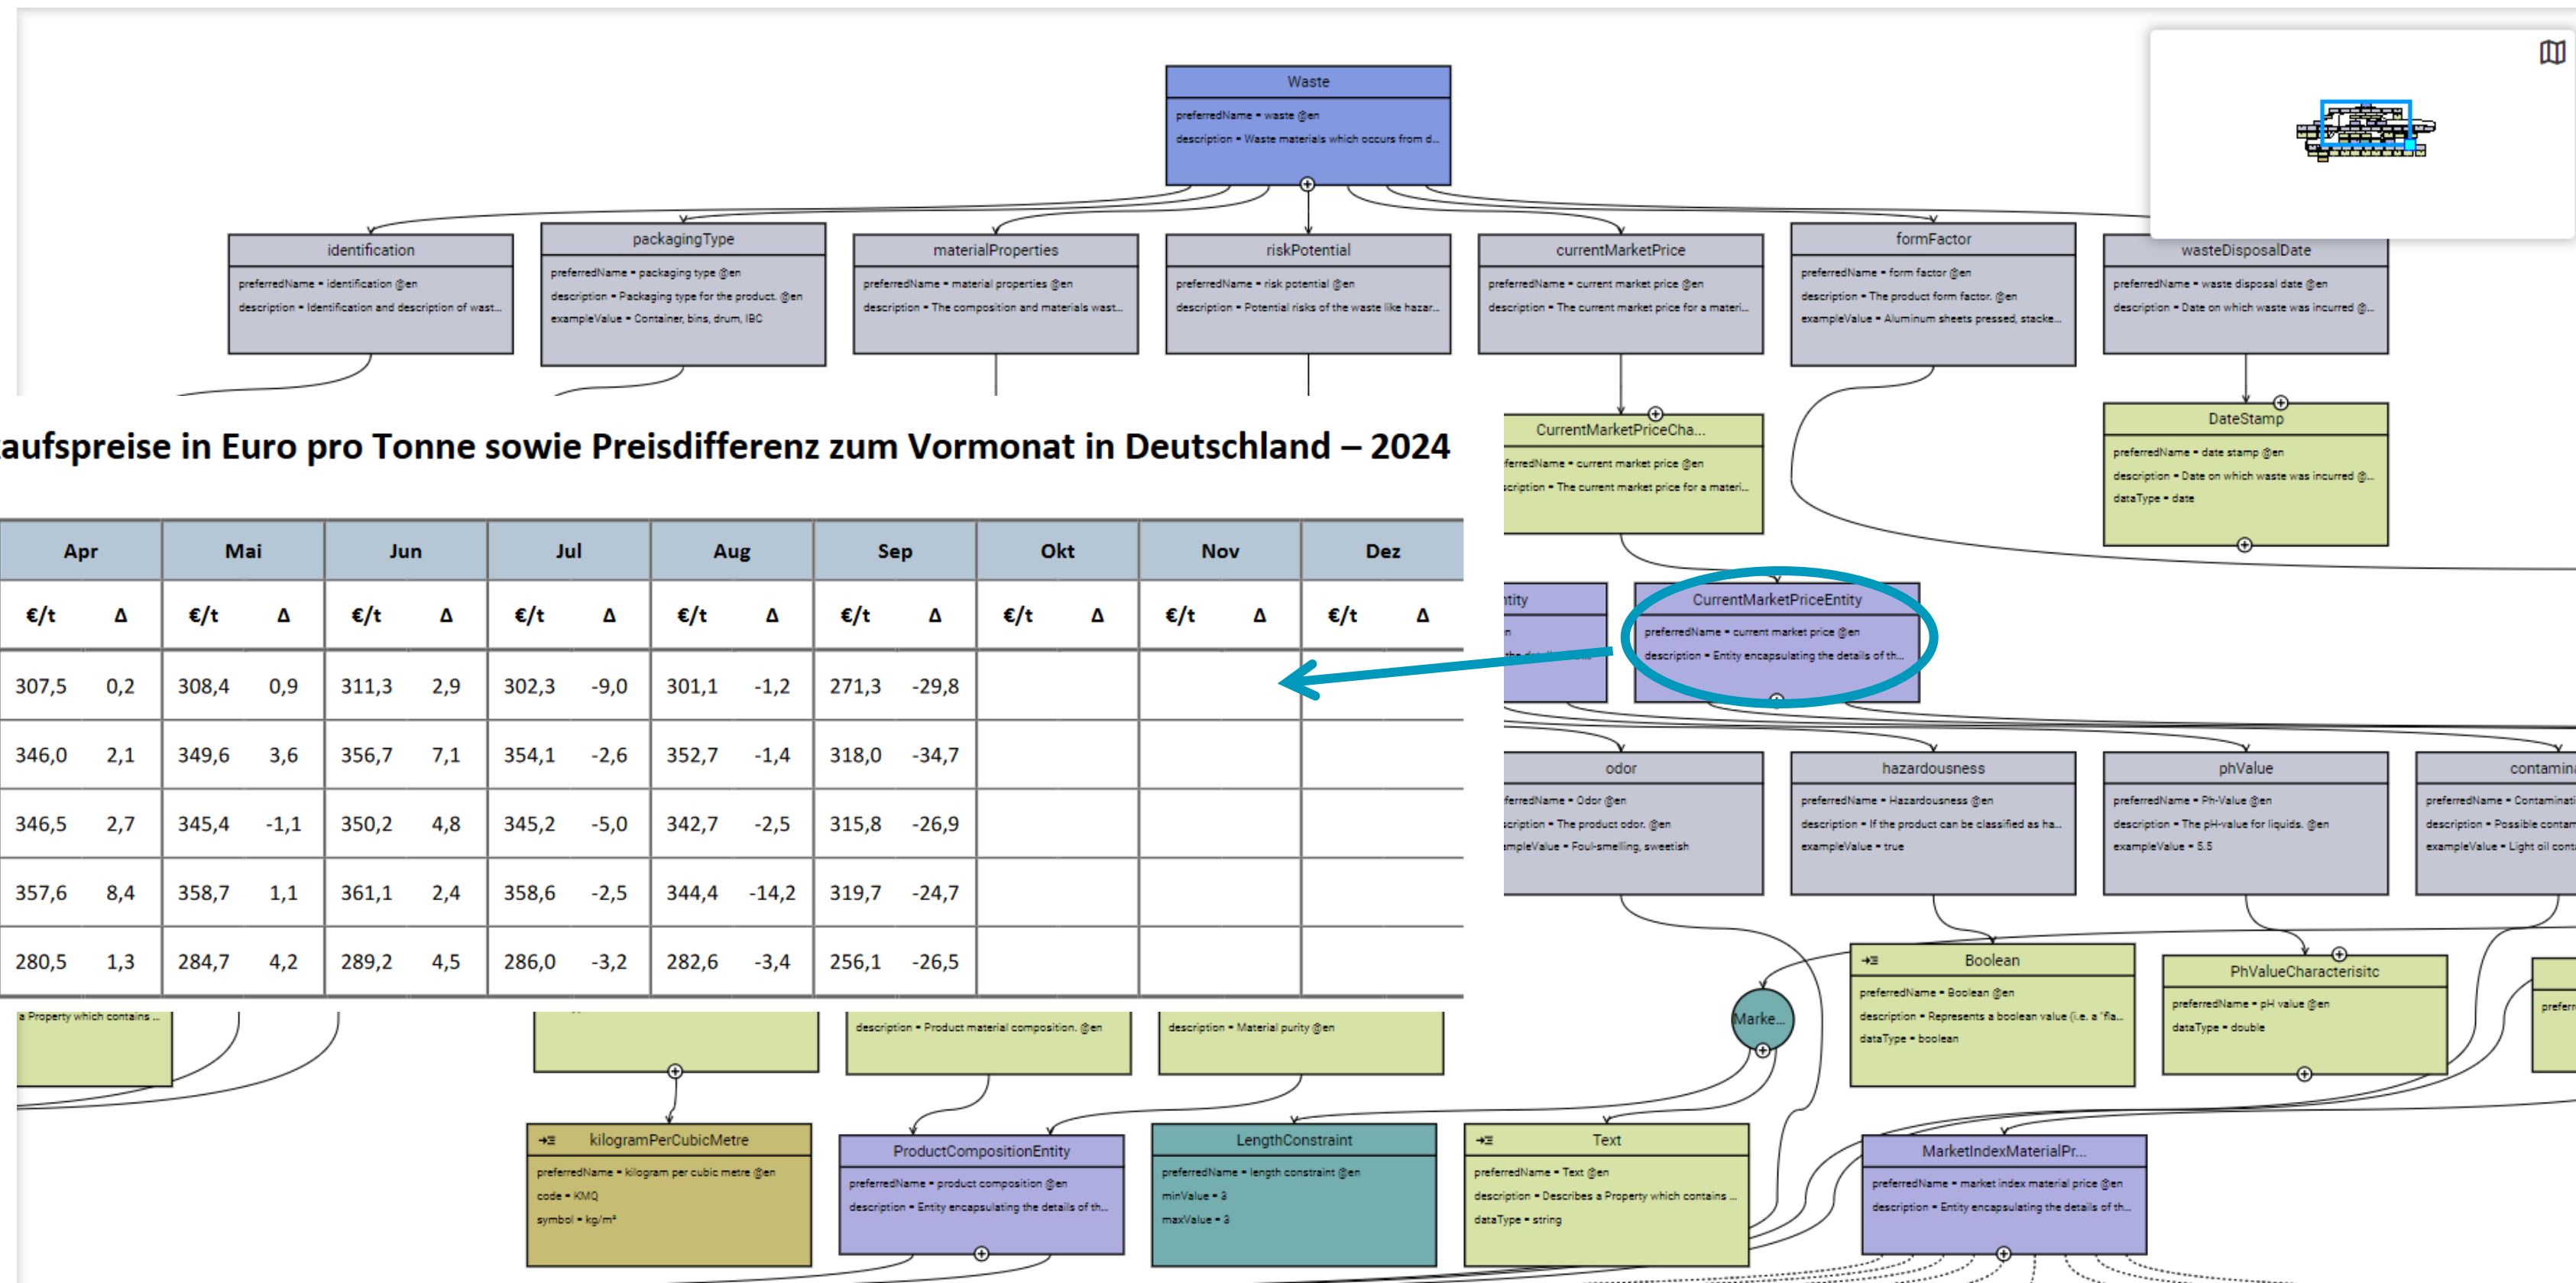 Waste
preferredName = waste @en
description = Waste materials which occurs from d...
identification
preferredName = identification @en
description = Identification and description of wast...
packagingType
preferredName = packaging type @en
description = Packaging type for the product. @en
exampleValue = Container, bins, drum, IBC
materialProperties
preferredName = material properties @en
description = The composition and materials wast...
riskPotential
preferredName = risk potential @en
description = Potential risks of the waste like hazar...
currentMarketPrice
preferredName = current market price @en
description = The current market price for a materi...
formFactor
preferredName = form factor @en
description = The product form factor. @en
exampleValue = Aluminum sheets pressed, stacke...
wasteDisposalDate
preferredName = waste disposal date @en
description = Date on which waste was incurred @...
aufspreise in Euro pro Tonne sowie Preisdifferenz zum Vormonat in Deutschland – 2024
Apr Mai Jun Jul Aug Sep Okt Nov Dez
€/t Δ €/t Δ €/t Δ €/t Δ €/t Δ €/t Δ €/t Δ €/t Δ €/t Δ
307,5 0,2 308,4 0,9 311,3 2,9 302,3 -9,0 301,1 -1,2 271,3 -29,8
346,0 2,1 349,6 3,6 356,7 7,1 354,1 -2,6 352,7 -1,4 318,0 -34,7
346,5 2,7 345,4 -1,1 350,2 4,8 345,2 -5,0 342,7 -2,5 315,8 -26,9
357,6 8,4 358,7 1,1 361,1 2,4 358,6 -2,5 344,4 -14,2 319,7 -24,7
280,5 1,3 284,7 4,2 289,2 4,5 286,0 -3,2 282,6 -3,4 256,1 -26,5
CurrentMarketPriceCha...
ferredName = current market price @en
scription = The current market price for a materi...
DateStamp
preferredName = date stamp @en
description = Date on which waste was incurred @...
dataType = date
ntity
CurrentMarketPriceEntity
preferredName = current market price @en
description = Entity encapsulating the details of th...
odor
ferredName = Odor @en
scription = The product odor. @en
mpleValue = Foul-smelling, sweetish
hazardousness
preferredName = Hazardousness @en
description = If the product can be classified as ha...
exampleValue = true
phValue
preferredName = Ph-Value @en
description = The pH-value for liquids. @en
exampleValue = 5.5
contamina
preferredName = Contaminati
description = Possible contam
exampleValue = Light oil cont
Marke...
Boolean
preferredName = Boolean @en
description = Represents a boolean value (i.e. a "fla...
dataType = boolean
PhValueCharacterisitc
preferredName = pH value @en
dataType = double
preferr
a Property which contains ...
description = Product material composition. @en
description = Material purity @en
kilogramPerCubicMetre
preferredName = kilogram per cubic metre @en
code = KMQ
symbol = kg/m³
ProductCompositionEntity
preferredName = product composition @en
description = Entity encapsulating the details of th...
LengthConstraint
preferredName = length constraint @en
minValue = 3
maxValue = 3
Text
preferredName = Text @en
description = Describes a Property which contains ...
dataType = string
MarketIndexMaterialPr...
preferredName = market index material price @en
description = Entity encapsulating the details of th...